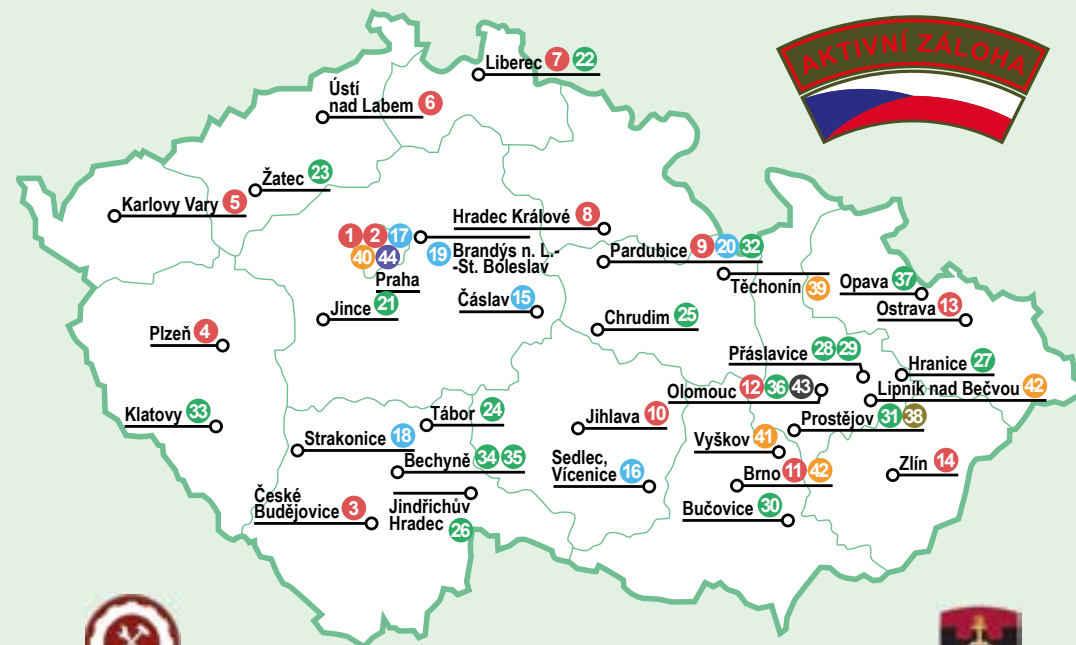 AKTIVNÍ ZÁLOHA
Liberec 7 22
Ústí
nad Labem 6
Žatec 23
Karlovy Vary 5
Hradec Králové 8
1 2 17
40 44
Praha
19 Brandýs n. L.-
-St. Boleslav
Pardubice 9 20 32
Těchonín 39
Opava 37
Ostrava 13
Čáslav 15
Jince 21
Chrudim 25
Plzeň 4
Přáslavice 28 29
Hranice 27
Olomouc 12 36 43
Lipník nad Bečvou 42
Klatovy 33
Tábor 24
Jihlava 10
Prostějov 31 38
Strakonice 18
Vyškov 41
Bechyně 34 35
Sedlec,
Vícenice 16
Brno 11 42
Zlín 14
České
Budějovice 3
Jindřichův
Hradec 26
Bučovice 30